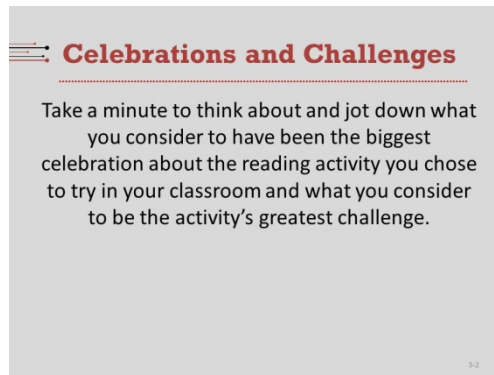 Celebrations and Challenges
Take a minute to think about and jot down what
you consider to have been the biggest
celebration about the reading activity you chose
to try in your classroom and what you consider
to be the activity’s greatest challenge.
3-2